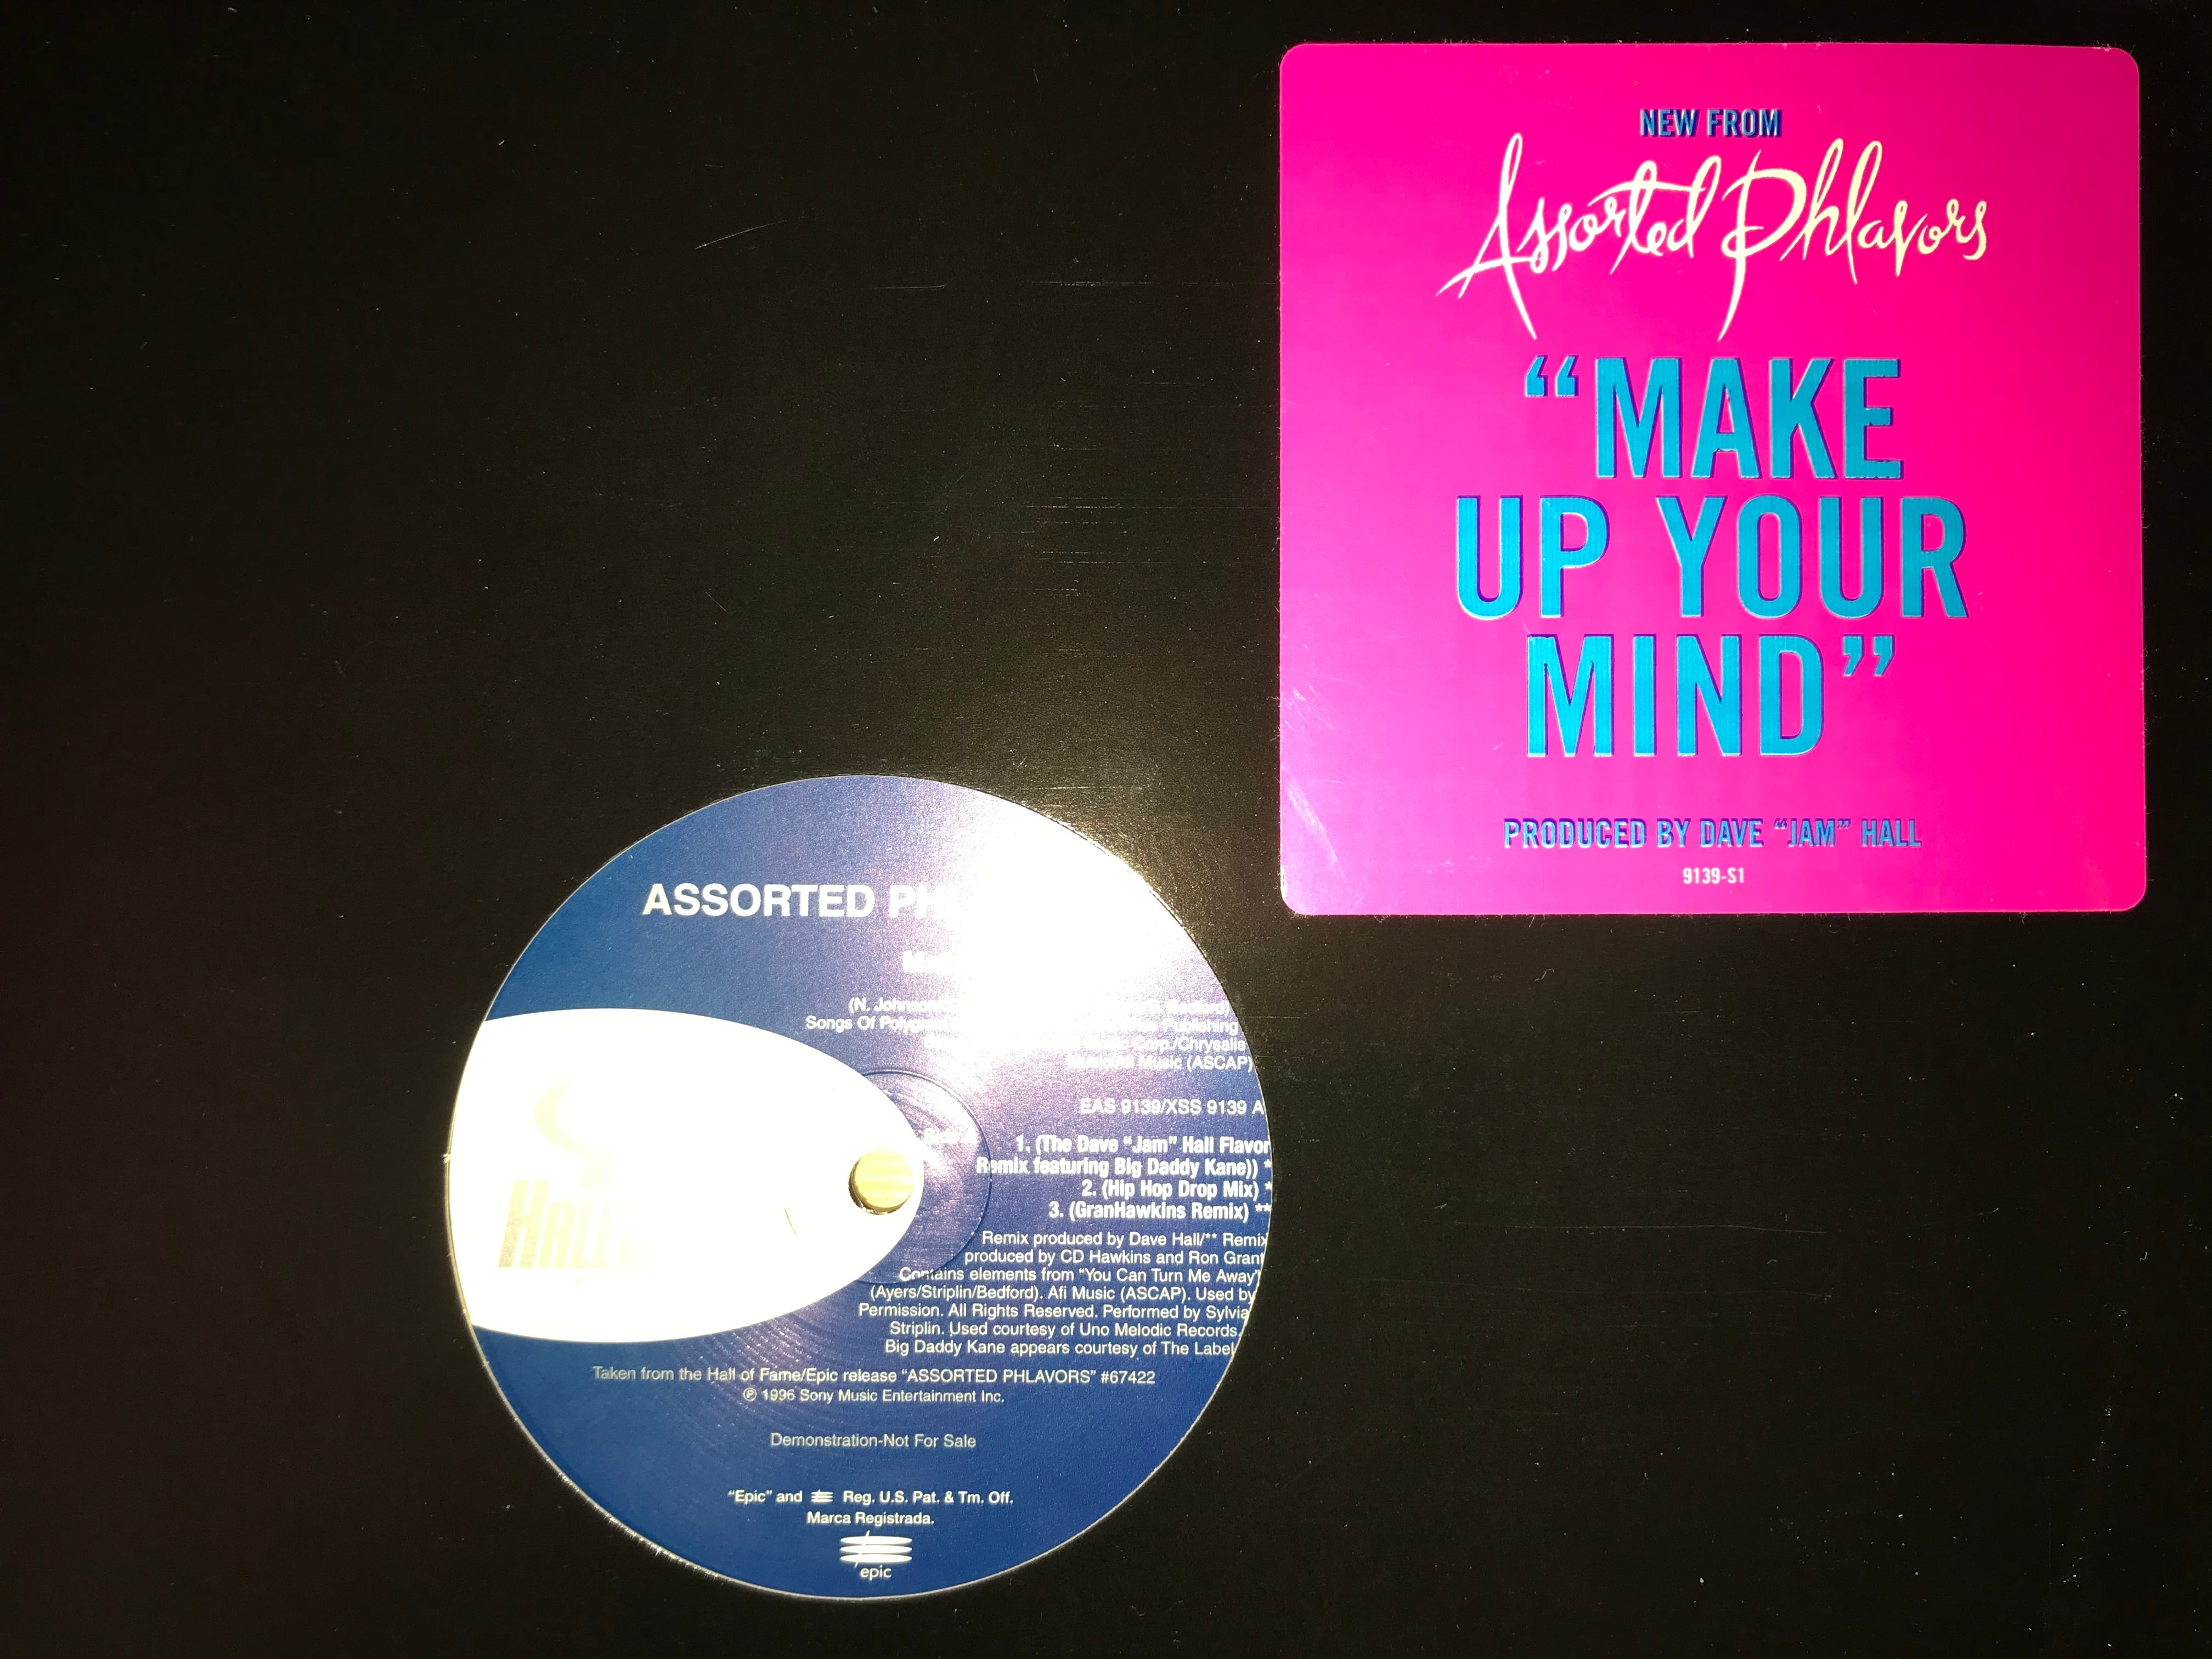 NEW FROM
Assorted Phlavors
“MAKE
UP YOUR
MIND”
PRODUCED BY DAVE “JAM” HALL
9139-S1
ASSORTED
(N.
Songs Of
Publishing
Corp./Chrysalis
Music (ASCAP)
EAS 9139/XSS 9139 A
1. (The Dave “Jam” Hall Flavor
Remix featuring Big Daddy Kane)) *
2. (Hip Hop Drop Mix) *
3. (GranHawkins Remix) **
Remix produced by Dave Hall/** Remix
produced by CD Hawkins and Ron Grant
Contains elements from “You Can Turn Me Away”
(Ayers/Striplin/Bedford). Afi Music (ASCAP). Used by
Permission. All Rights Reserved. Performed by Sylvia
Striplin. Used courtesy of Uno Melodic Records.
Big Daddy Kane appears courtesy of The Label
Taken from the Hall of Fame/Epic release “ASSORTED PHLAVORS” #67422
℗ 1996 Sony Music Entertainment Inc.
Demonstration-Not For Sale
“Epic” and Reg. U.S. Pat. & Tm. Off.
Marca Registrada.
epic